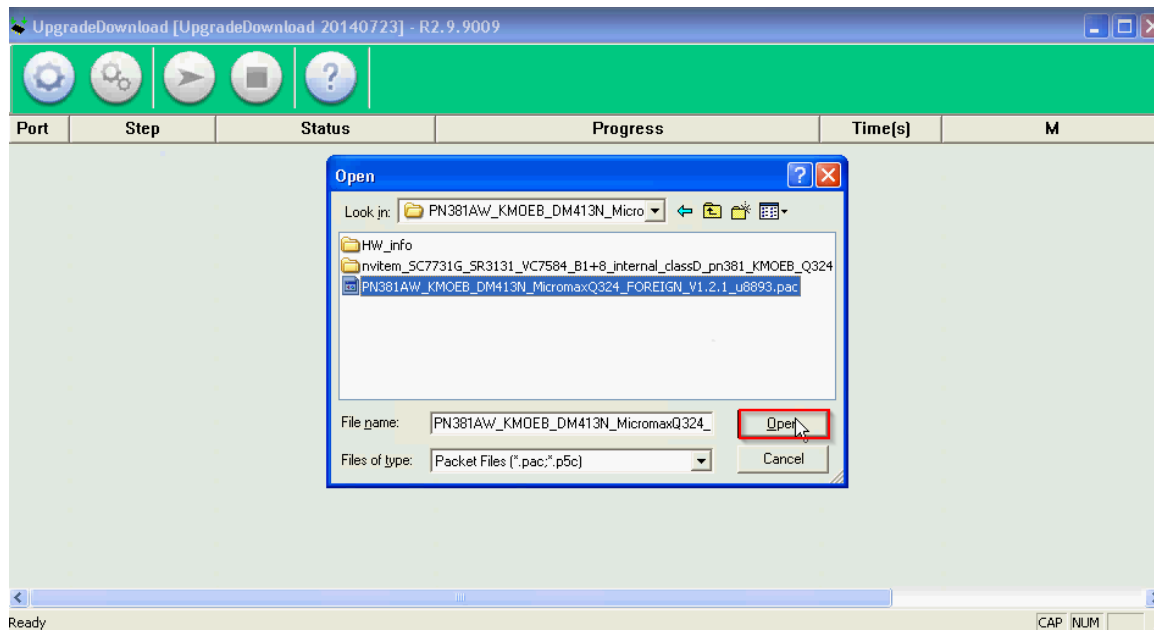 UpgradeDownload [UpgradeDownload 20140723] - R2.9.9009
Port Step Status Progress Time(s) M
Open
Look in: PN381AW_KMOEB_DM413N_Micro
HW_info
nvitem_SC7731G_SR3131_VC7584_B1+8_internal_classD_pn381_KMOEB_Q324
PN381AW_KMOEB_DM413N_MicromaxQ324_FOREIGN_V1.2.1_u8893.pac
File name: PN381AW_KMOEB_DM413N_MicromaxQ324_ Open
Files of type: Packet Files (*.pac;*.p5c) Cancel
Ready CAP NUM